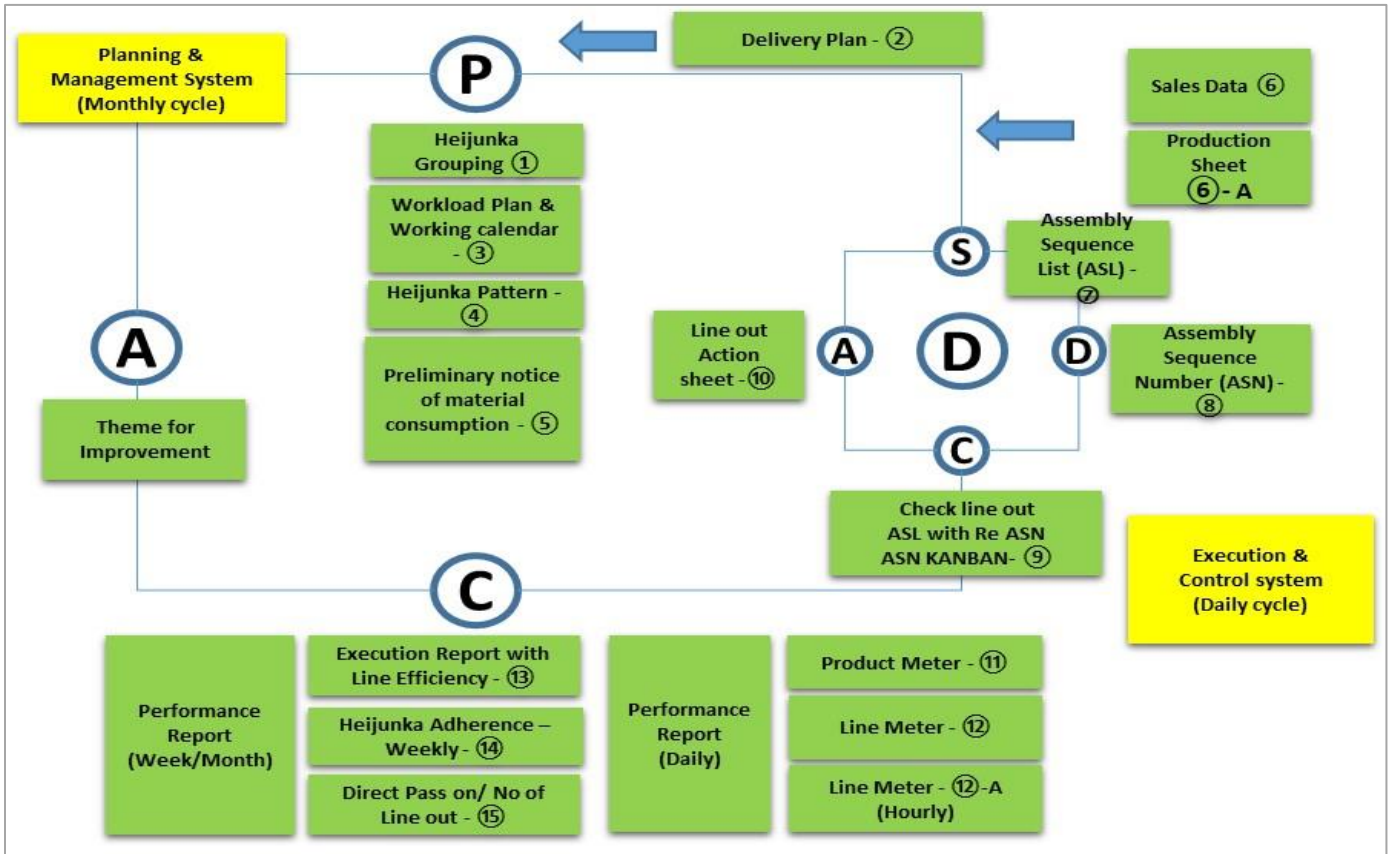 Planning &
Management System
(Monthly cycle)
P
Delivery Plan - ②
Sales Data ⑥
Production
Sheet
⑥- A
Heijunka
Grouping ①
Workload Plan &
Working calendar
- ③
Heijunka Pattern -
④
Preliminary notice
of material
consumption - ⑤
S
Assembly
Sequence
List (ASL) -
⑦
A
Theme for
Improvement
Line out
Action
sheet - ⑩
A
D
D
Assembly
Sequence
Number (ASN) -
⑧
C
Check line out
ASL with Re ASN
ASN KANBAN- ⑨
Execution &
Control system
(Daily cycle)
C
Performance
Report
(Week/Month)
Execution Report with
Line Efficiency - ⑬
Heijunka Adherence –
Weekly - ⑭
Direct Pass on/ No of
Line out - ⑮
Performance
Report
(Daily)
Product Meter - ⑪
Line Meter - ⑫
Line Meter - ⑫-A
(Hourly)